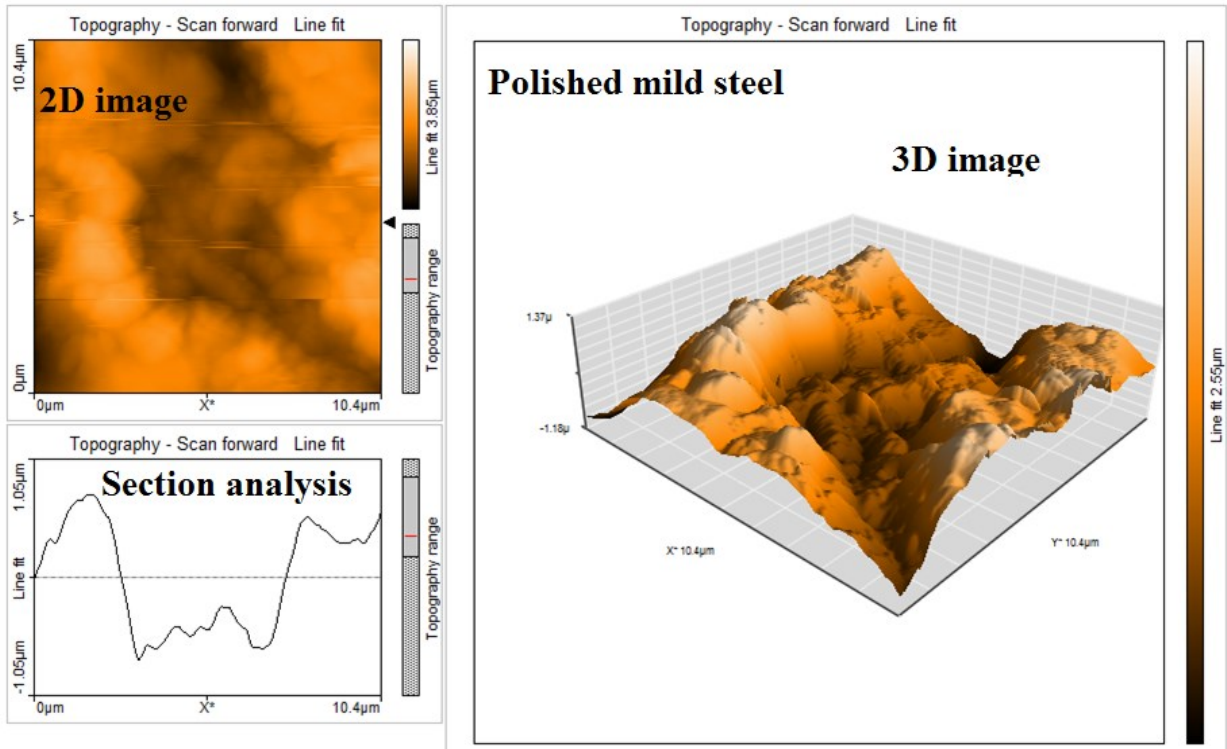 Topography - Scan forward Line fit
2D image
10.4µm
Y*
0µm
0µm
X*
10.4µm
Line fit 3.85µm
Topography range
Topography - Scan forward Line fit
Section analysis
1.05µm
Line fit
-1.05µm
0µm
X*
10.4µm
Topography range
Topography - Scan forward Line fit
Polished mild steel
3D image
1.37µ
-1.18µ
X* 10.4µm
Y* 10.4µm
Line fit 2.55µm